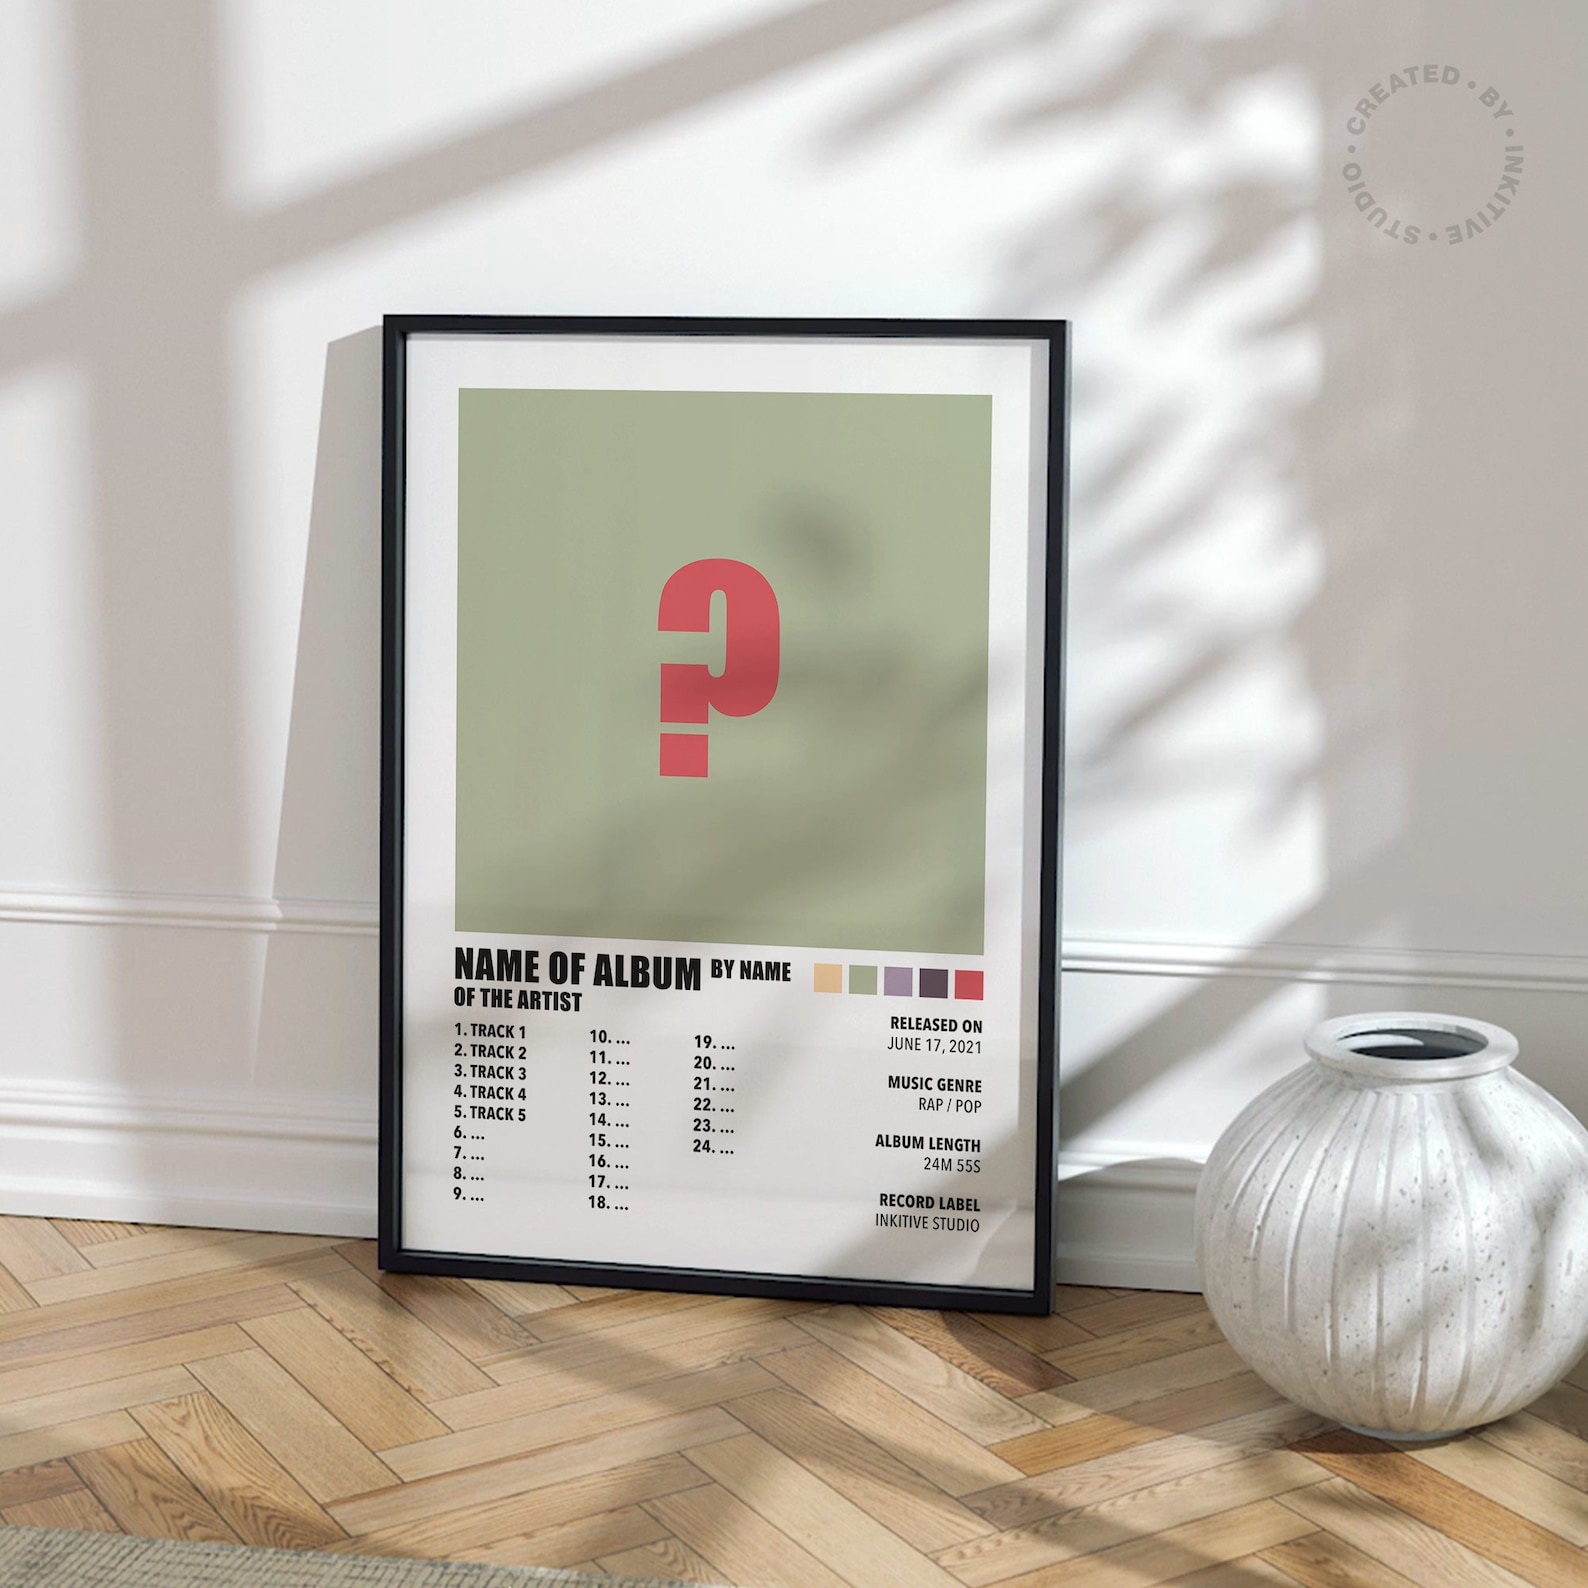 CREATED • BY • INKITIVE • STUDIO •
?
NAME OF ALBUM BY NAME
OF THE ARTIST
1. TRACK 1
2. TRACK 2
3. TRACK 3
4. TRACK 4
5. TRACK 5
6. ...
7. ...
8. ...
9. ...
10. ...
11. ...
12. ...
13. ...
14. ...
15. ...
16. ...
17. ...
18. ...
19. ...
20. ...
21. ...
22. ...
23. ...
24. ...
RELEASED ON
JUNE 17, 2021
MUSIC GENRE
RAP / POP
ALBUM LENGTH
24M 55S
RECORD LABEL
INKITIVE STUDIO